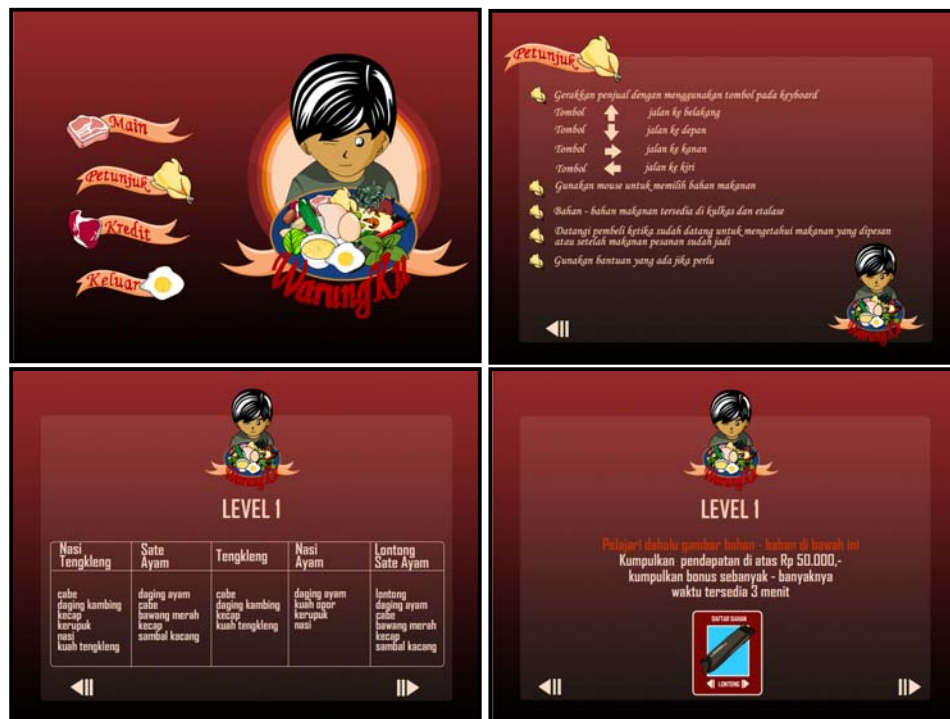 Main
Petunjuk
Kredit
Keluar
WarungKu
Petunjuk
Gerakkan penjual dengan menggunakan tombol pada keyboard
Tombol jalan ke belakang
Tombol jalan ke depan
Tombol jalan ke kanan
Tombol jalan ke kiri
Gunakan mouse untuk memilih bahan makanan
Bahan - bahan makanan tersedia di kulkas dan etalase
Datangi pembeli ketika sudah datang untuk mengetahui makanan yang dipesan
atau setelah makanan pesanan sudah jadi
Gunakan bantuan yang ada jika perlu
WarungKu
WarungKu
LEVEL 1
Nasi Tengkleng
Sate Ayam
Tengkleng
Nasi Ayam
Lontong Sate Ayam
cabe
daging kambing
kecap
kerupuk
nasi
kuah tengkleng
daging ayam
cabe
bawang merah
kecap
sambal kacang
cabe
daging kambing
kecap
kuah tengkleng
daging ayam
kuah opor
kerupuk
nasi
lontong
daging ayam
cabe
bawang merah
kecap
sambal kacang
WarungKu
LEVEL 1
Pelajari dahulu gambar bahan - bahan di bawah ini
Kumpulkan pendapatan di atas Rp 50.000,-
kumpulkan bonus sebanyak - banyaknya
waktu tersedia 3 menit
DAFTAR BAHAN
LONTONG